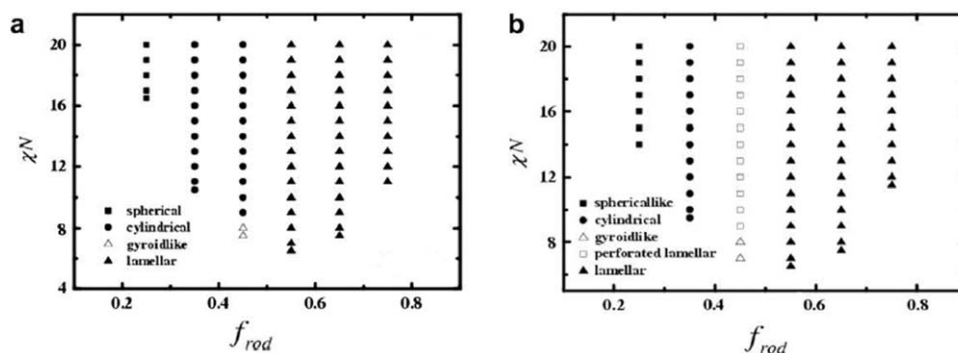 a
20
16
12
8
4
χN
spherical
cylindrical
gyroidlike
lamellar
0.2 0.4 0.6 0.8
f_rod
b
20
16
12
8
χN
sphericallike
cylindrical
gyroidlike
perforated lamellar
lamellar
0.2 0.4 0.6 0.8
f_rod